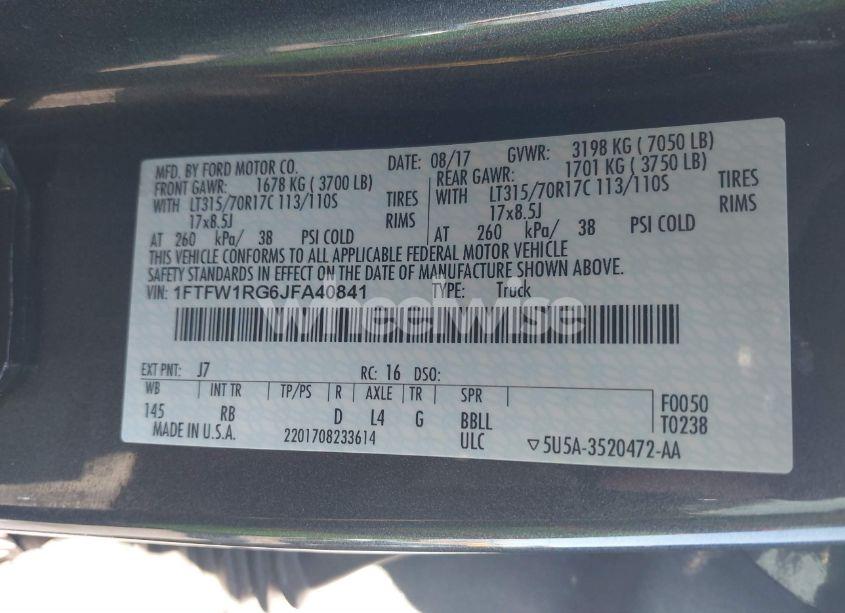 MFD. BY FORD MOTOR CO. DATE: 08/17 GVWR: 3198 KG ( 7050 LB)
FRONT GAWR: 1678 KG ( 3700 LB) REAR GAWR: 1701 KG ( 3750 LB)
WITH LT315/70R17C 113/110S TIRES WITH LT315/70R17C 113/110S TIRES
17x8.5J RIMS 17x8.5J RIMS
AT 260 kPa/ 38 PSI COLD AT 260 kPa/ 38 PSI COLD
THIS VEHICLE CONFORMS TO ALL APPLICABLE FEDERAL MOTOR VEHICLE
SAFETY STANDARDS IN EFFECT ON THE DATE OF MANUFACTURE SHOWN ABOVE.
VIN: 1FTFW1RG6JFA40841 TYPE: Truck
wheelwise
EXT PNT: J7 RC: 16 DSO:
WB INT TR TP/PS R AXLE TR SPR
145 RB D L4 G BBLL
F0050
T0238
MADE IN U.S.A. 2201708233614 ULC ▽5U5A-3520472-AA